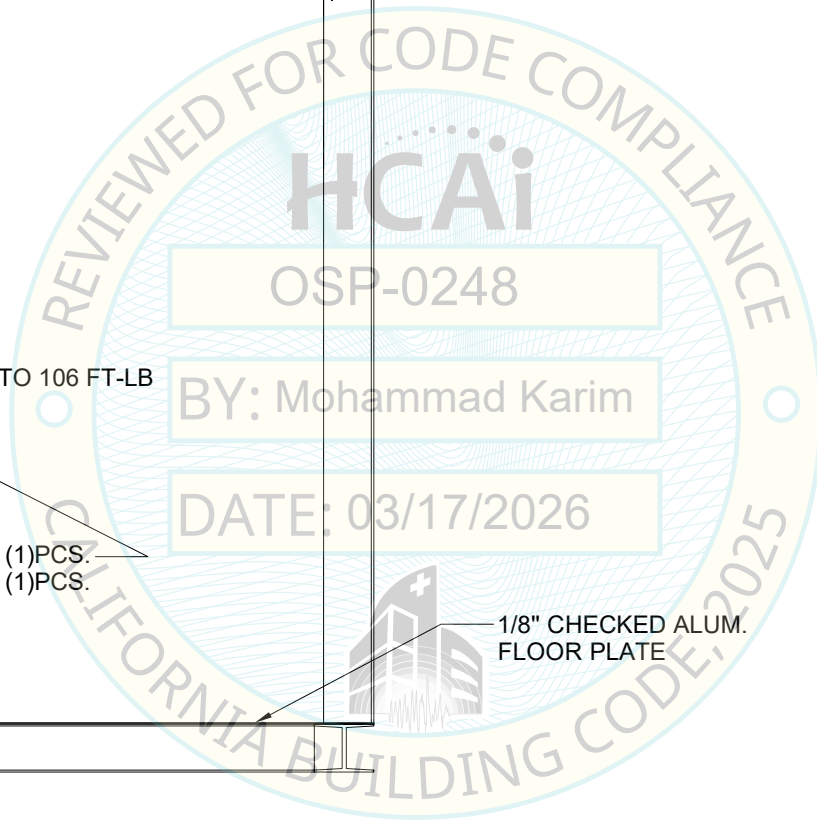 REVIEWED FOR CODE COMPLIANCE
HCAi
OSP-0248
TO 106 FT-LB
BY: Mohammad Karim
DATE: 03/17/2026
(1)PCS.
(1)PCS.
1/8" CHECKED ALUM.
FLOOR PLATE
CALIFORNIA BUILDING CODE, 2025